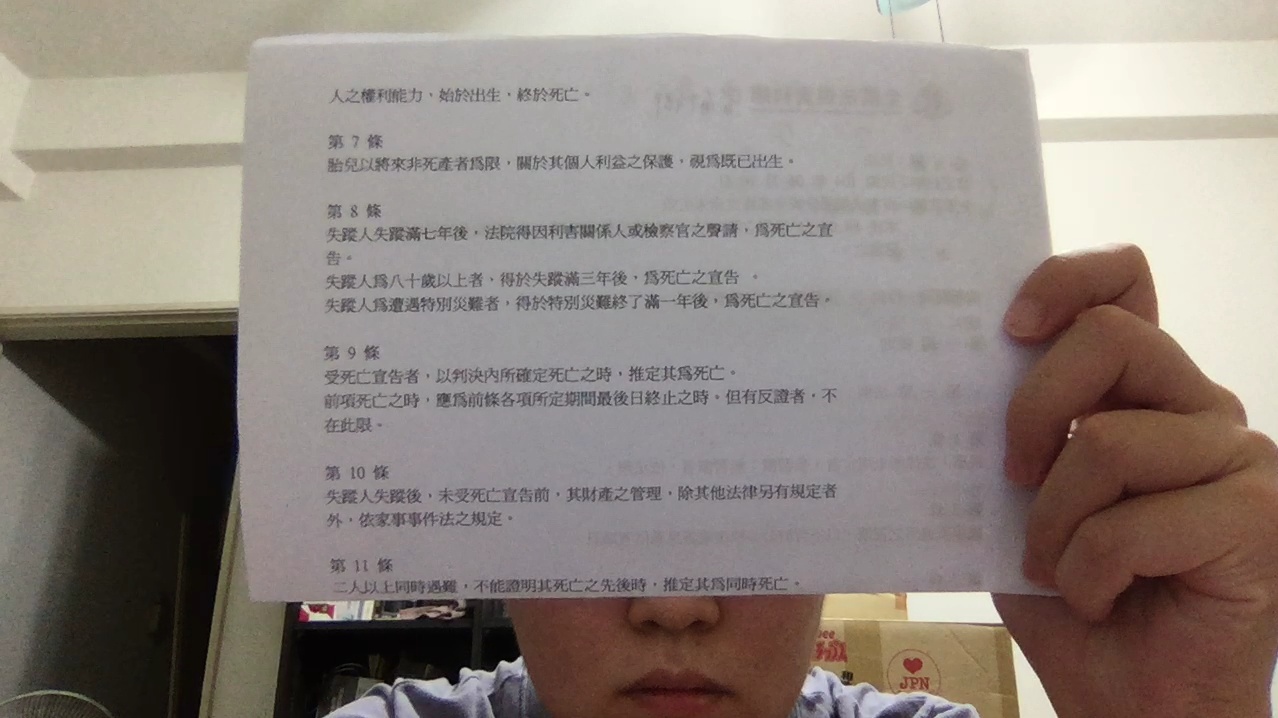 人之權利能力，始於出生，終於死亡。
第 7 條
胎兒以將來非死產者為限，關於其個人利益之保護，視為既已出生。
第 8 條
失蹤人失蹤滿七年後，法院得因利害關係人或檢察官之聲請，為死亡之宣
告。
失蹤人為八十歲以上者，得於失蹤滿三年後，為死亡之宣告 。
失蹤人為遭遇特別災難者，得於特別災難終了滿一年後，為死亡之宣告。
第 9 條
受死亡宣告者，以判決內所確定死亡之時，推定其為死亡。
前項死亡之時，應為前條各項所定期間最後日終止之時。但有反證者，不
在此限。
第 10 條
失蹤人失蹤後，未受死亡宣告前，其財產之管理，除其他法律另有規定者
外，依家事事件法之規定。
第 11 條
二人以上同時遇難，不能證明其死亡之先後時，推定其為同時死亡。
JPN